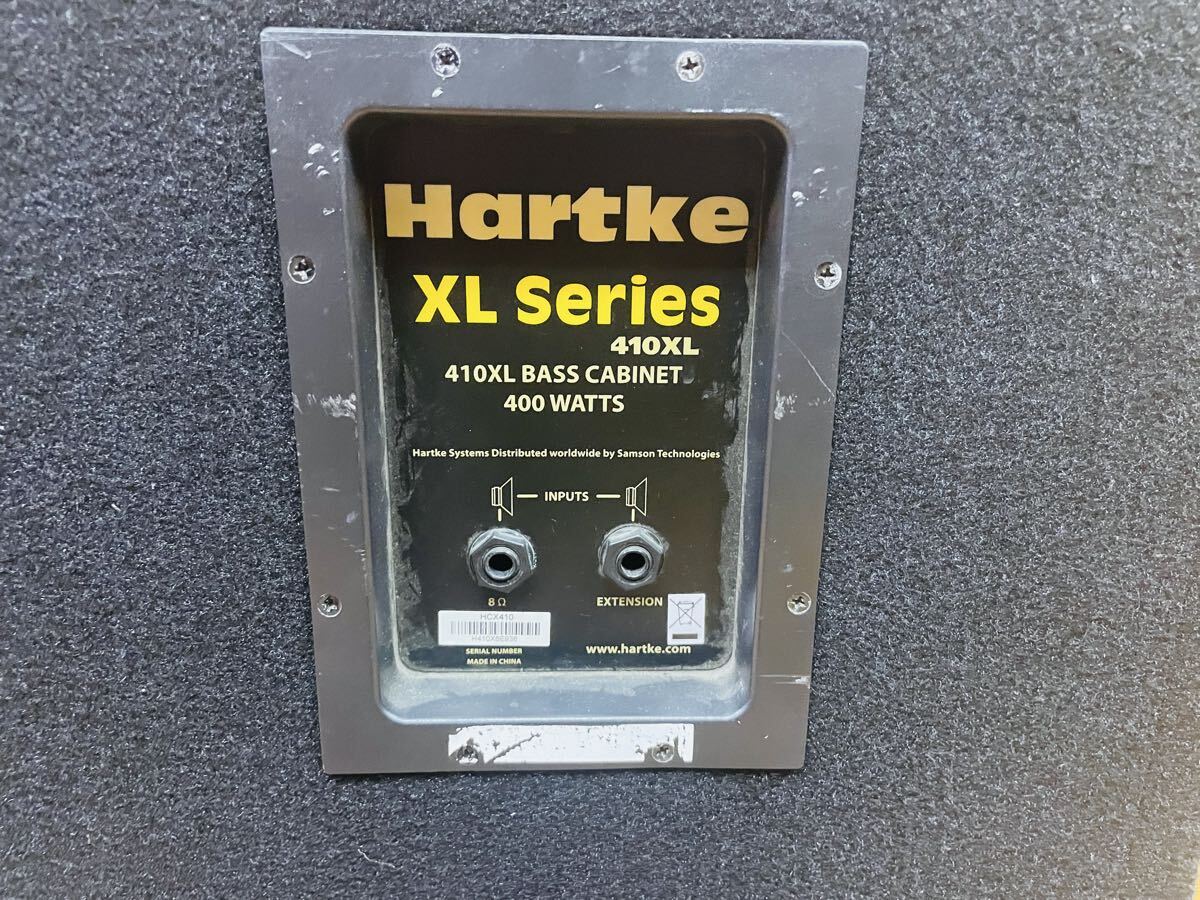 Hartke
XL Series
410XL
410XL BASS CABINET
400 WATTS
Hartke Systems Distributed worldwide by Samson Technologies
INPUTS
8 Ω
EXTENSION
HCX410
H410X5E936
SERIAL NUMBER
MADE IN CHINA
www.hartke.com